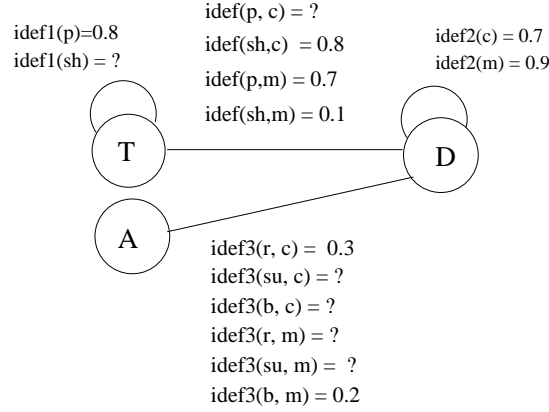 idef1(p)=0.8
idef1(sh) = ?
idef(p, c) = ?
idef(sh,c) = 0.8
idef(p,m) = 0.7
idef(sh,m) = 0.1
idef2(c) = 0.7
idef2(m) = 0.9
T
D
A
idef3(r, c) = 0.3
idef3(su, c) = ?
idef3(b, c) = ?
idef3(r, m) = ?
idef3(su, m) = ?
idef3(b, m) = 0.2